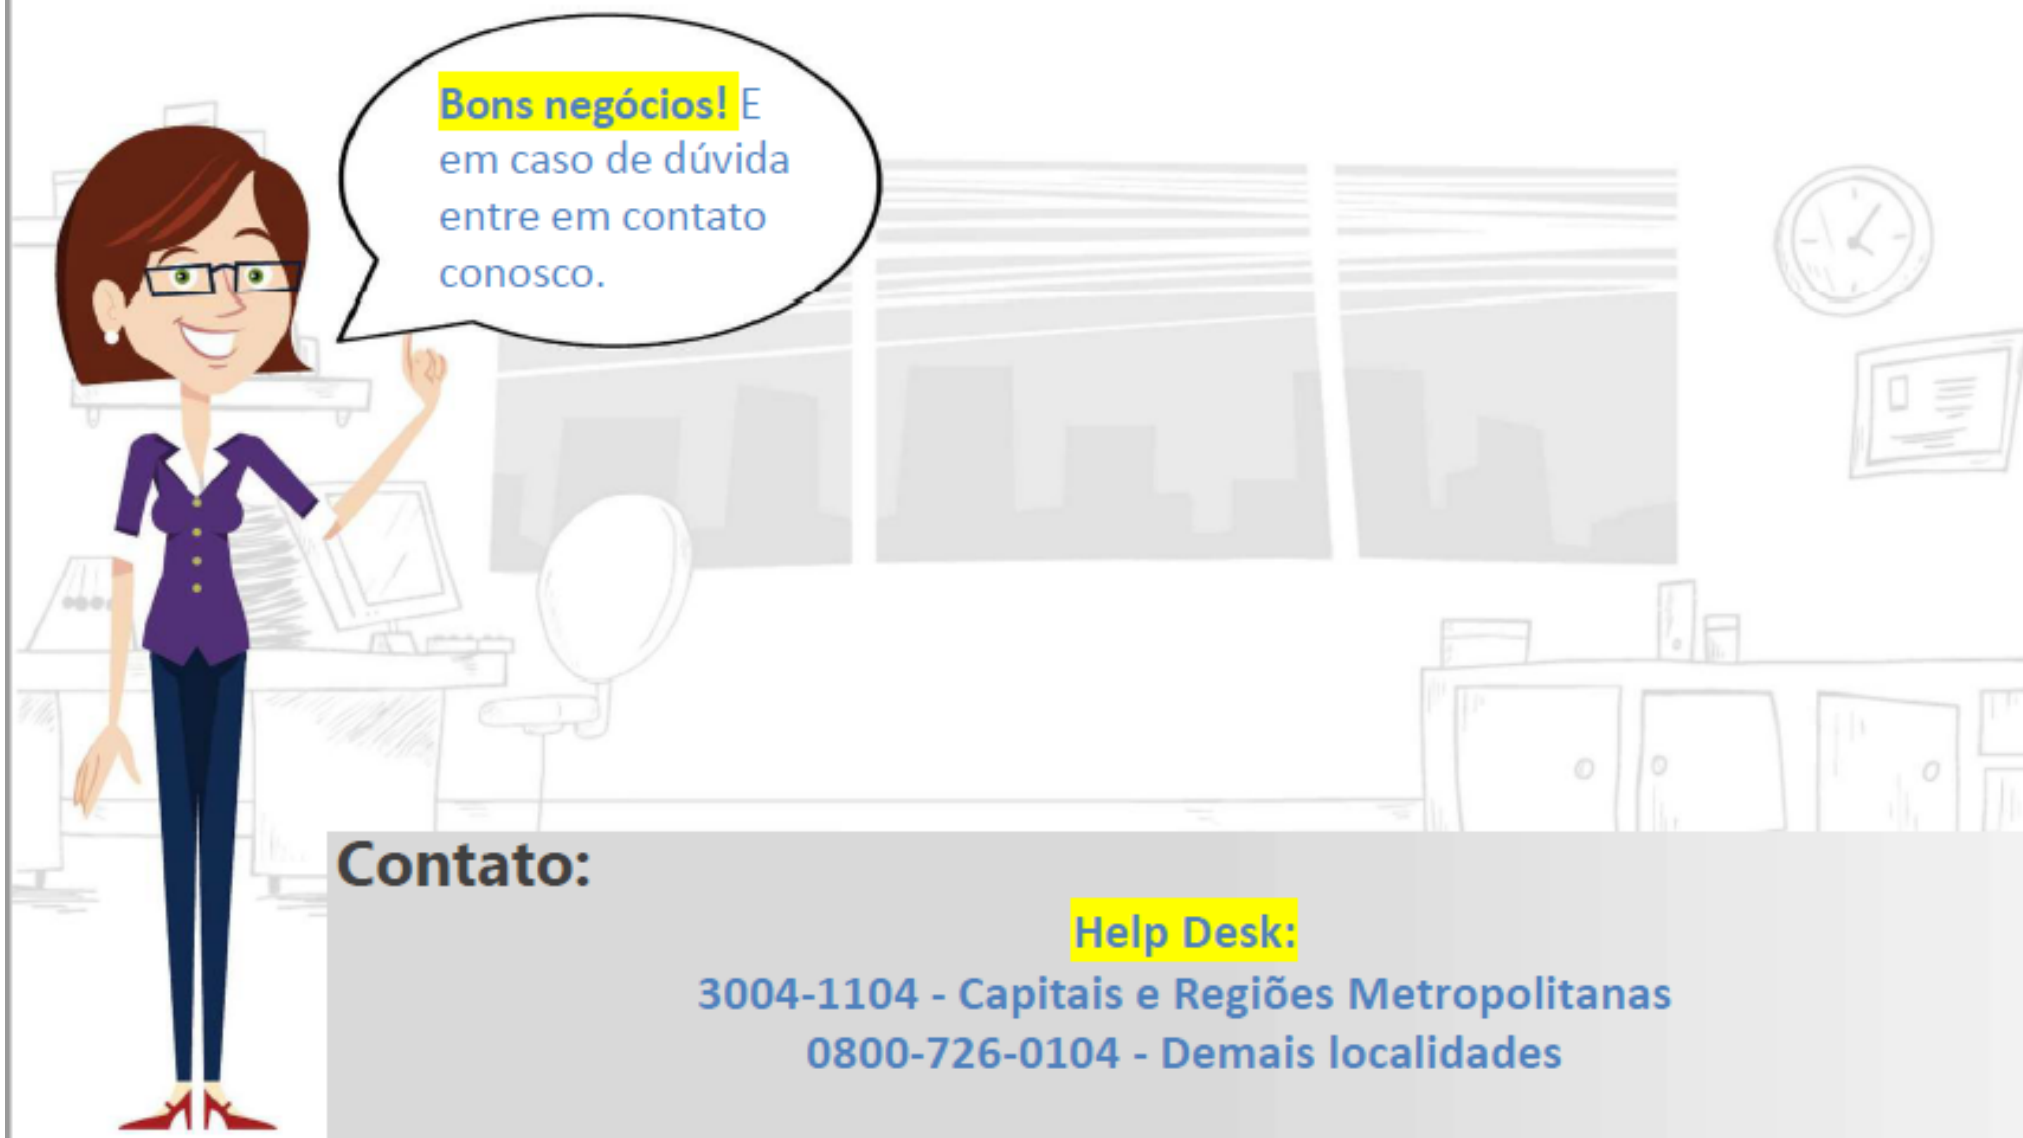 Bons negócios! E
em caso de dúvida
entre em contato
conosco.
Contato:
Help Desk:
3004-1104 - Capitais e Regiões Metropolitanas
0800-726-0104 - Demais localidades